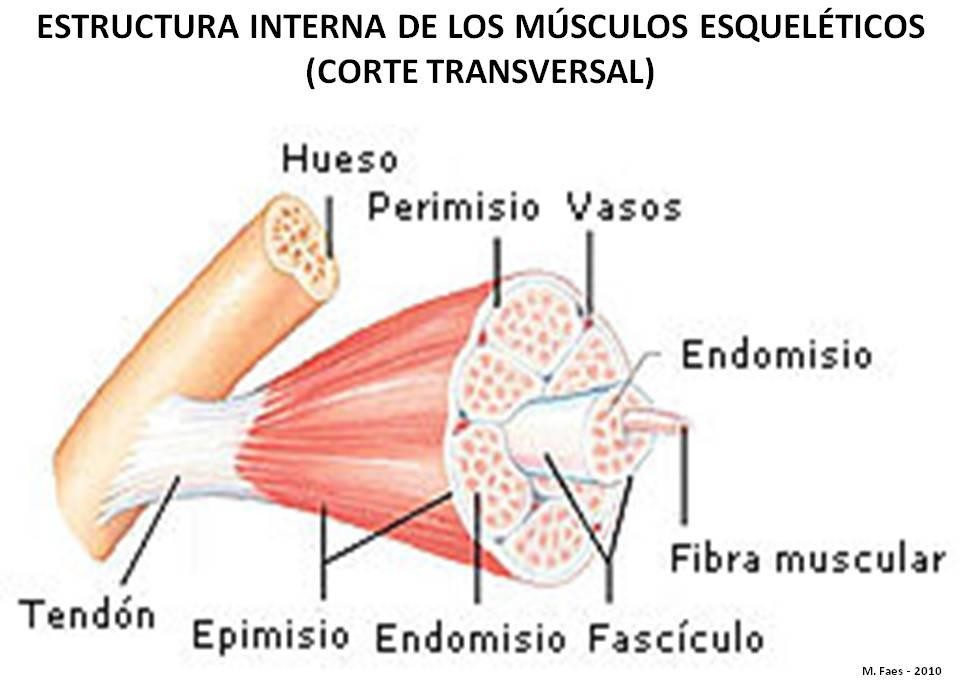 ESTRUCTURA INTERNA DE LOS MÚSCULOS ESQUELÉTICOS
(CORTE TRANSVERSAL)
Hueso
Perimisio Vasos
Endomisio
Fibra muscular
Tendón
Epimisio Endomisio Fascículo
M. Faes - 2010